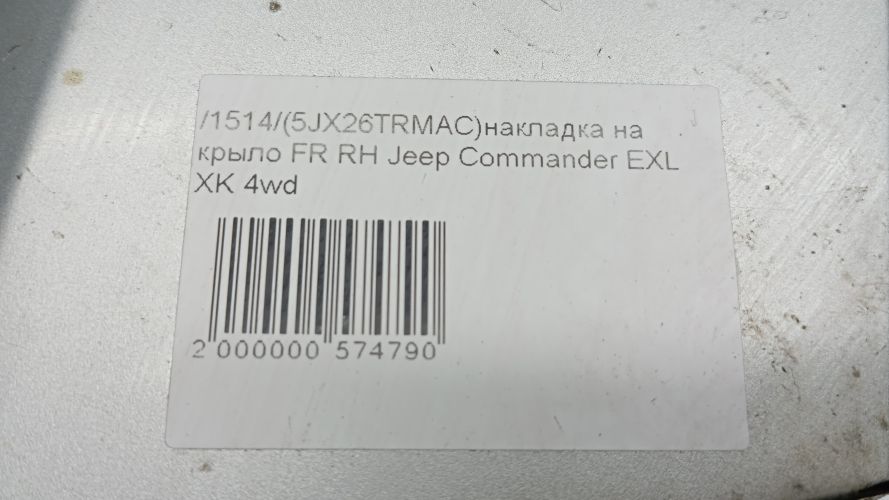 /1514/(5JX26TRMAC)накладка на
крыло FR RH Jeep Commander EXL
XK 4wd
2 000000 574790